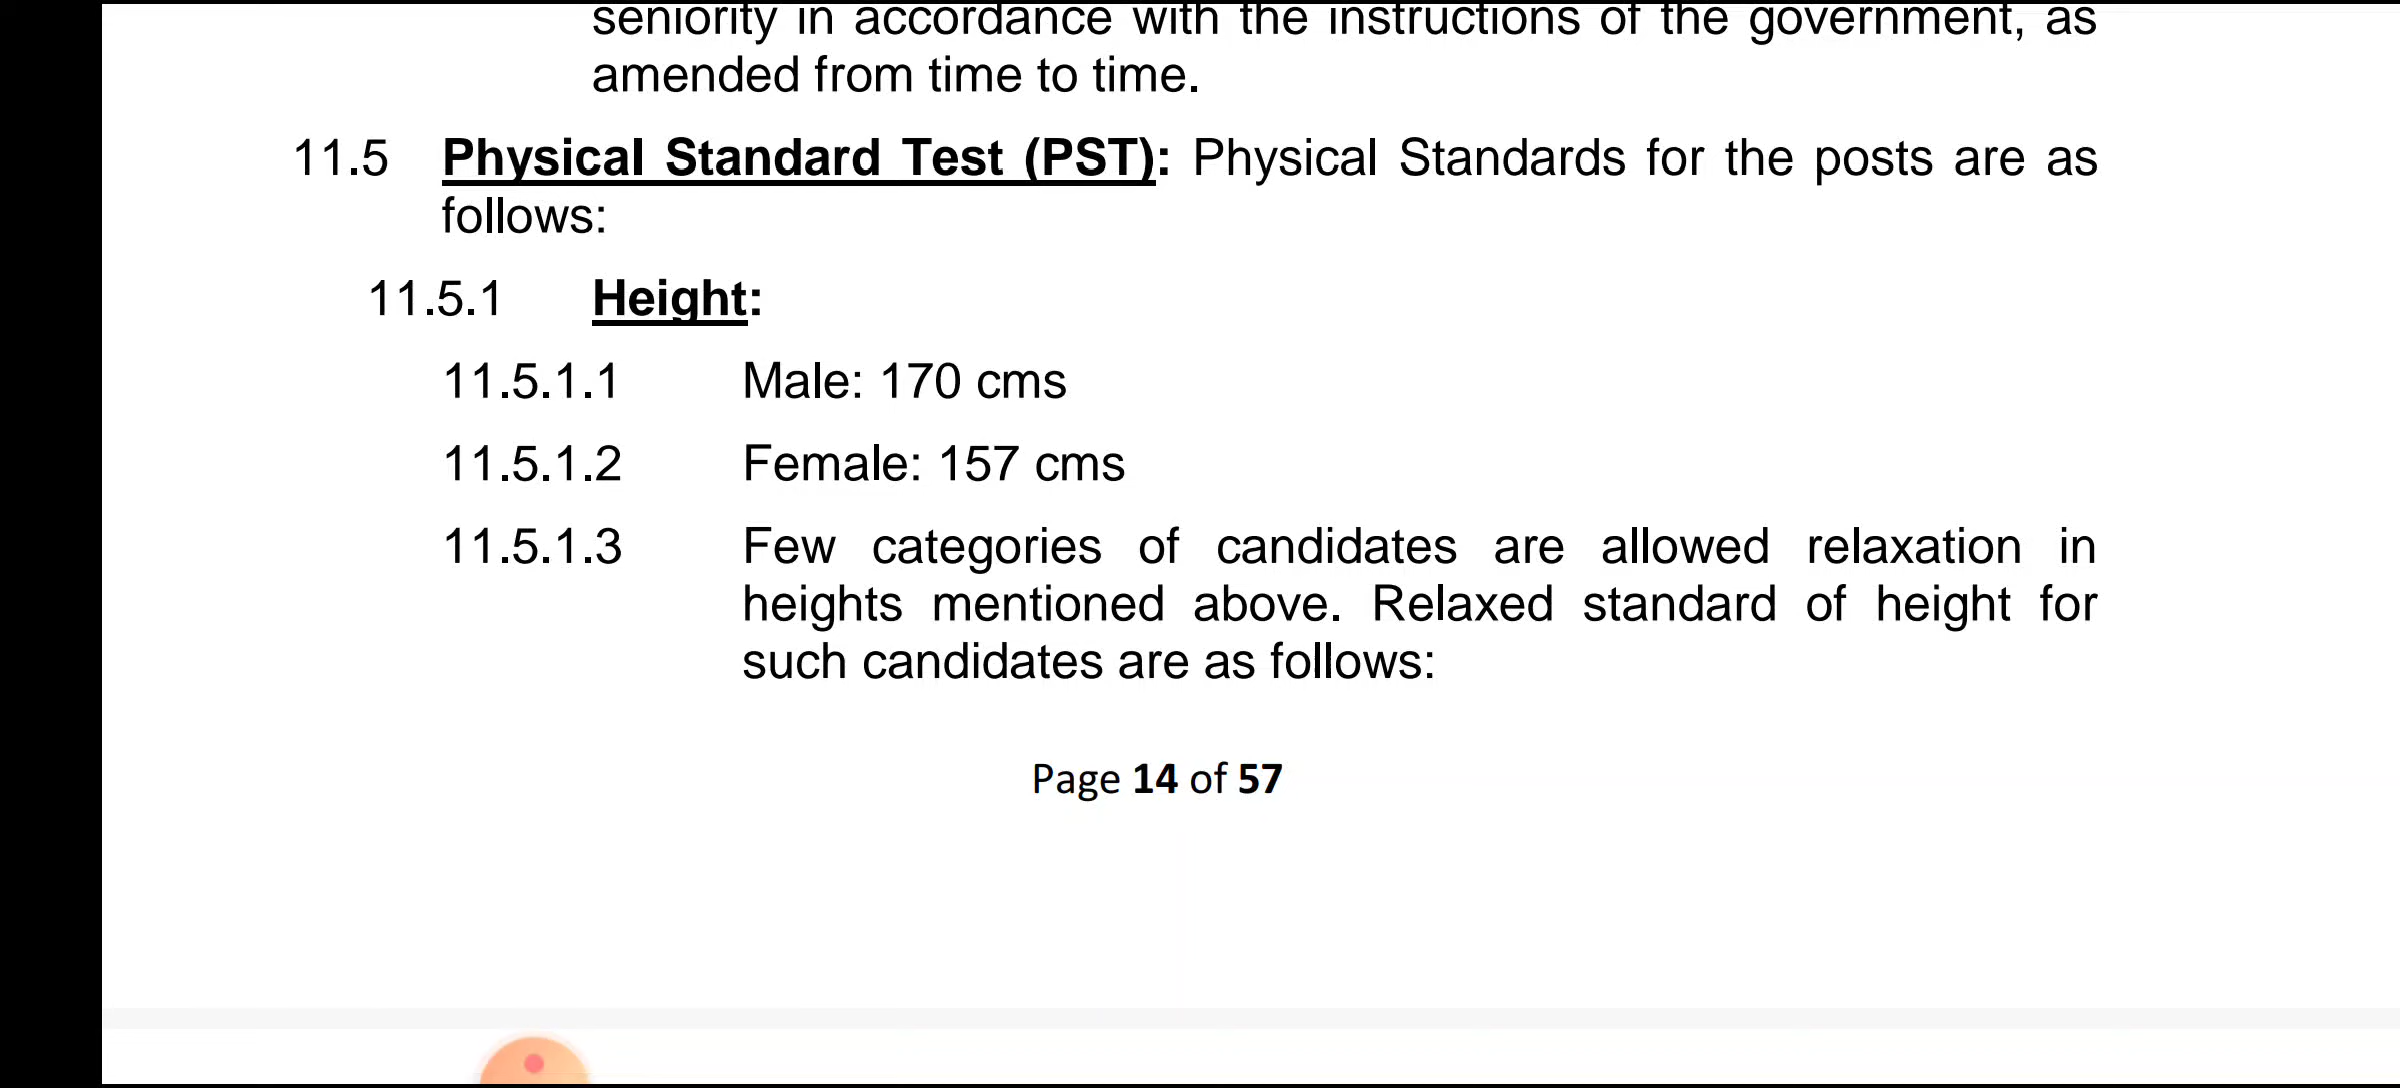 seniority in accordance with the instructions of the government, as
amended from time to time.
11.5 Physical Standard Test (PST): Physical Standards for the posts are as
follows:
11.5.1 Height:
11.5.1.1 Male: 170 cms
11.5.1.2 Female: 157 cms
11.5.1.3 Few categories of candidates are allowed relaxation in
heights mentioned above. Relaxed standard of height for
such candidates are as follows:
Page 14 of 57